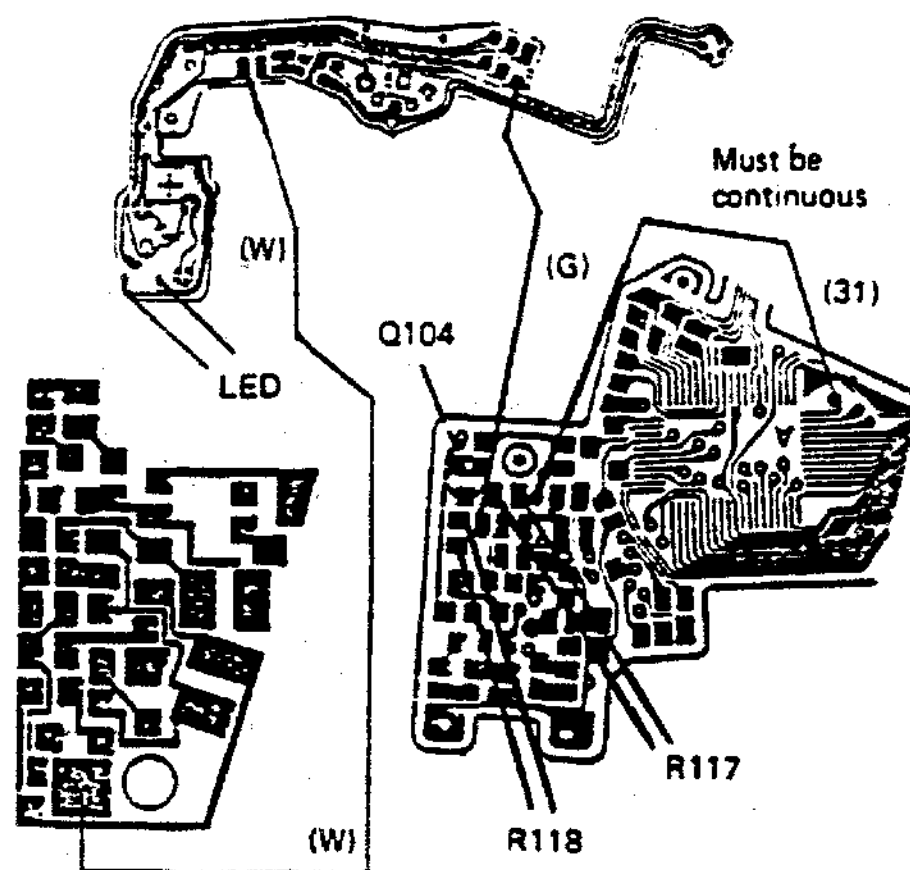 Must be
continuous
(W)
(G)
(31)
Q104
LED
R117
R118
(W)